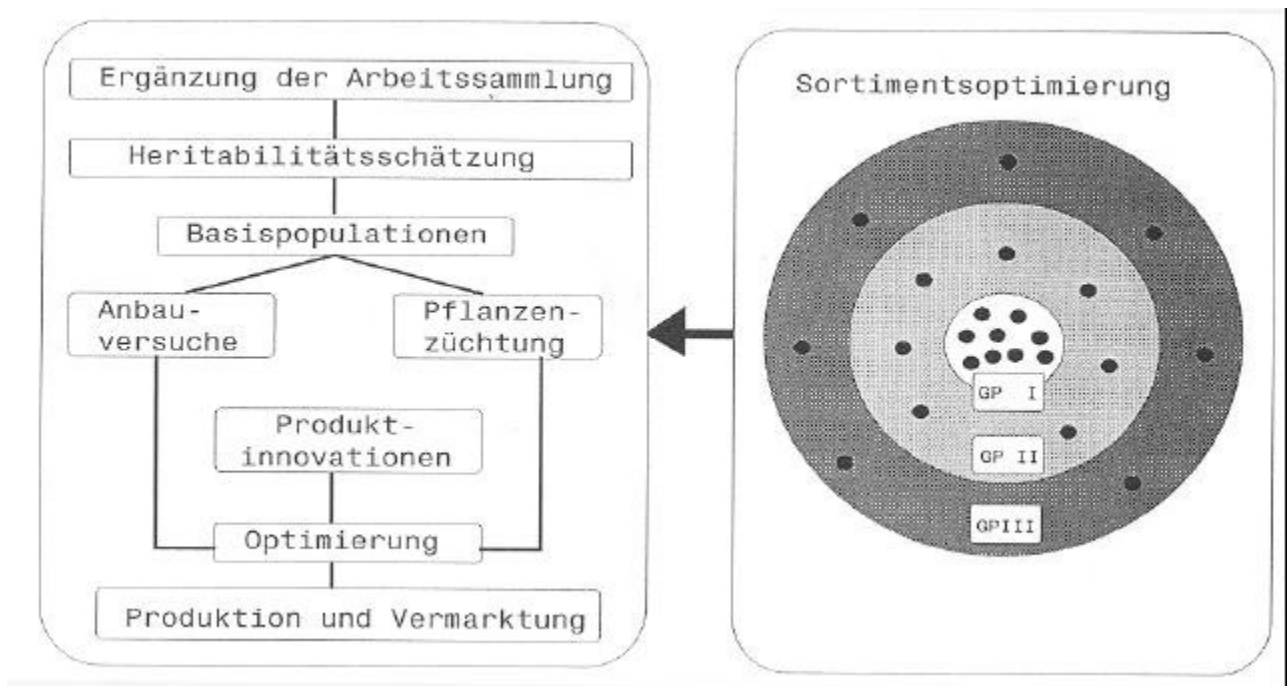 Ergänzung der Arbeitssammlung
Heritabilitätsschätzung
Basispopulationen
Anbau-
versuche
Pflanzen-
züchtung
Produkt-
innovationen
Optimierung
Produktion und Vermarktung
Sortimentsoptimierung
GP I
GP II
GPIII